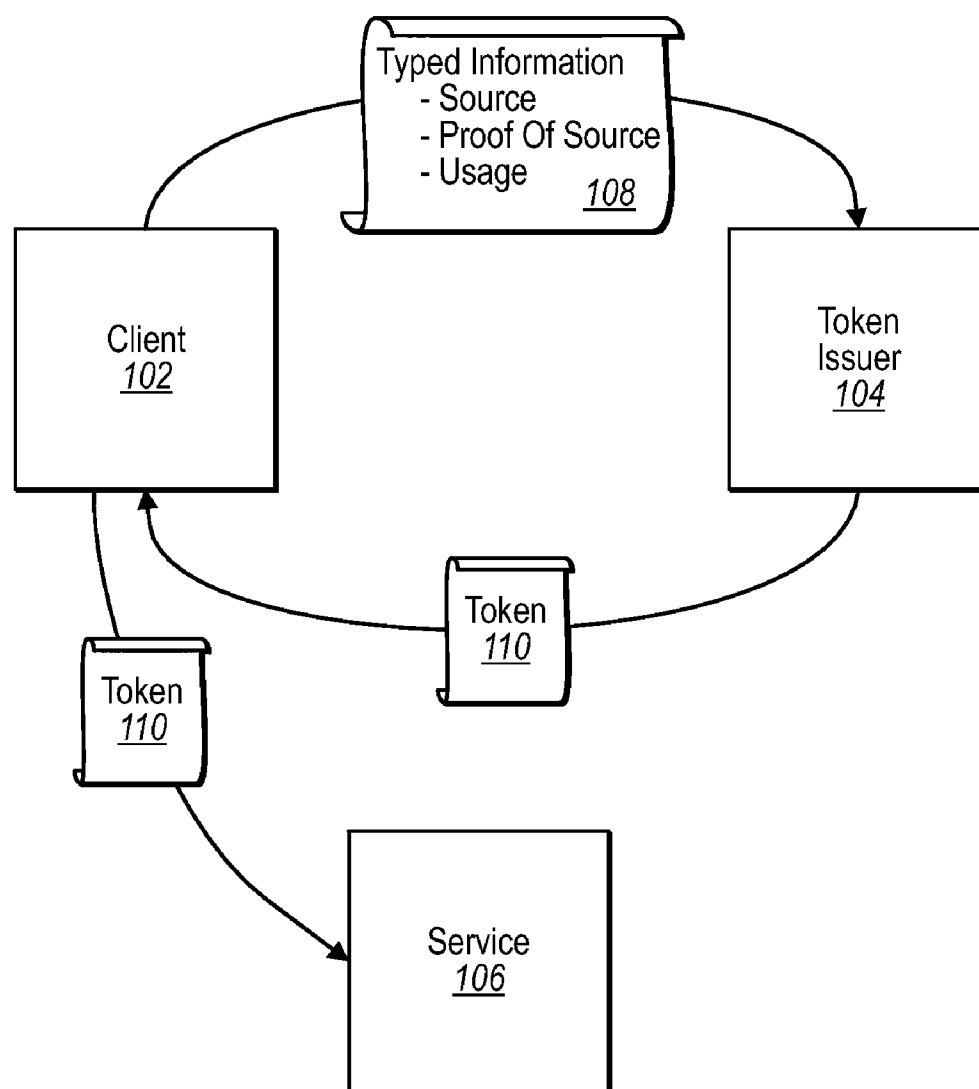 Typed Information
- Source
- Proof Of Source
- Usage
108
Client
102
Token
Issuer
104
Token
110
Token
110
Service
106